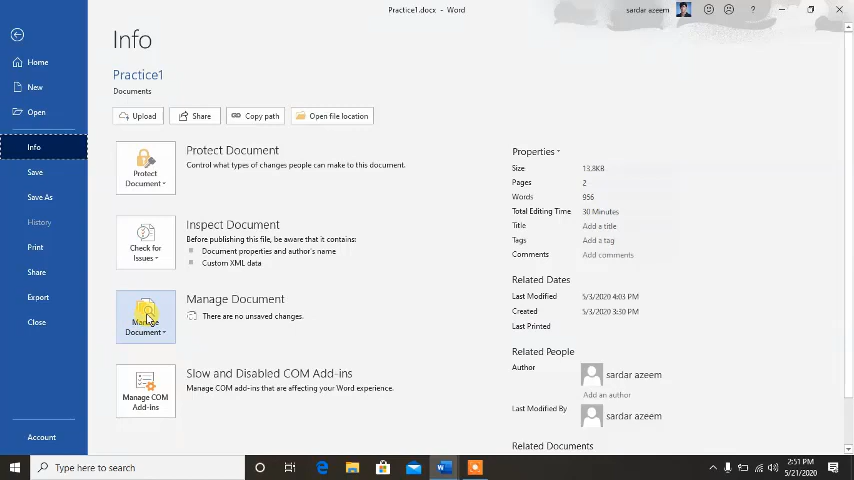 Practice1.docx - Word
sardar azeem
?
Info
Home
New
Open
Info
Save
Save As
History
Print
Share
Export
Close
Account
Practice1
Documents
Upload
Share
Copy path
Open file location
Protect Document
Protect Document
Control what types of changes people can make to this document.
Check for Issues
Inspect Document
Before publishing this file, be aware that it contains:
Document properties and author's name
Custom XML data
Manage Document
Manage Document
There are no unsaved changes.
Manage COM Add-ins
Slow and Disabled COM Add-ins
Manage COM add-ins that are affecting your Word experience.
Properties
Size 13.8KB
Pages 2
Words 956
Total Editing Time 30 Minutes
Title Add a title
Tags Add a tag
Comments Add comments
Related Dates
Last Modified 5/3/2020 4:03 PM
Created 5/3/2020 3:30 PM
Last Printed
Related People
Author sardar azeem
Add an author
Last Modified By sardar azeem
Related Documents
Type here to search
2:51 PM
5/21/2020